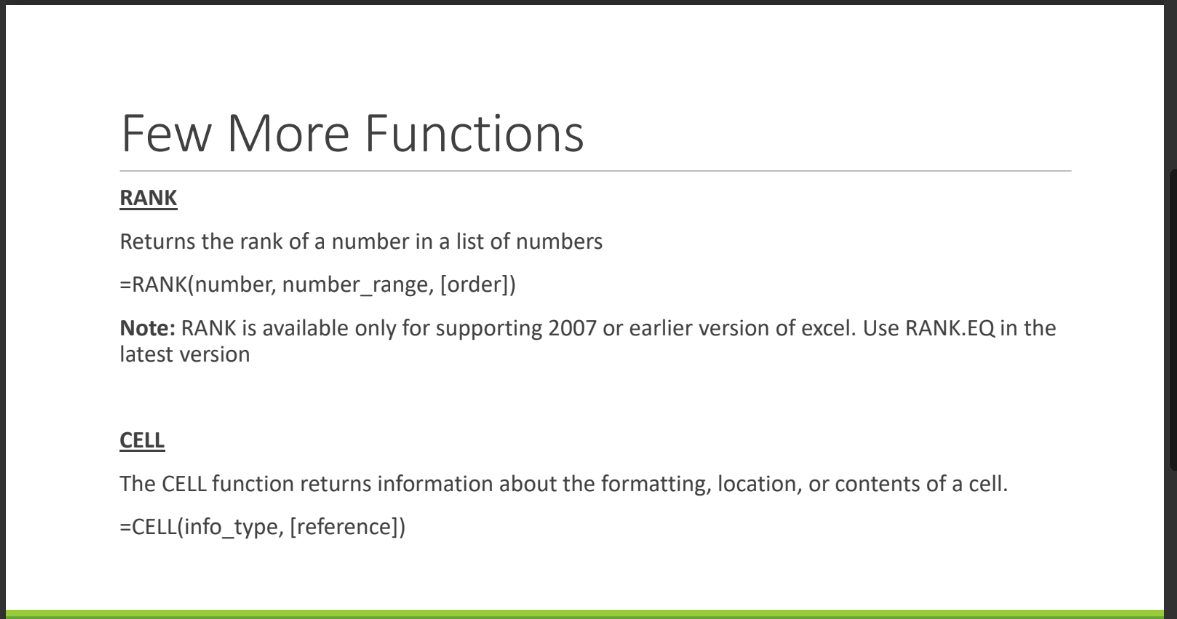 Few More Functions
RANK
Returns the rank of a number in a list of numbers
=RANK(number, number_range, [order])
Note: RANK is available only for supporting 2007 or earlier version of excel. Use RANK.EQ in the
latest version
CELL
The CELL function returns information about the formatting, location, or contents of a cell.
=CELL(info_type, [reference])